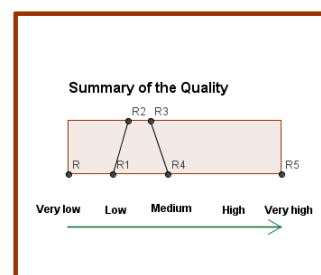 Summary of the Quality
R2 R3
R R1 R4 R5
Very low Low Medium High Very high